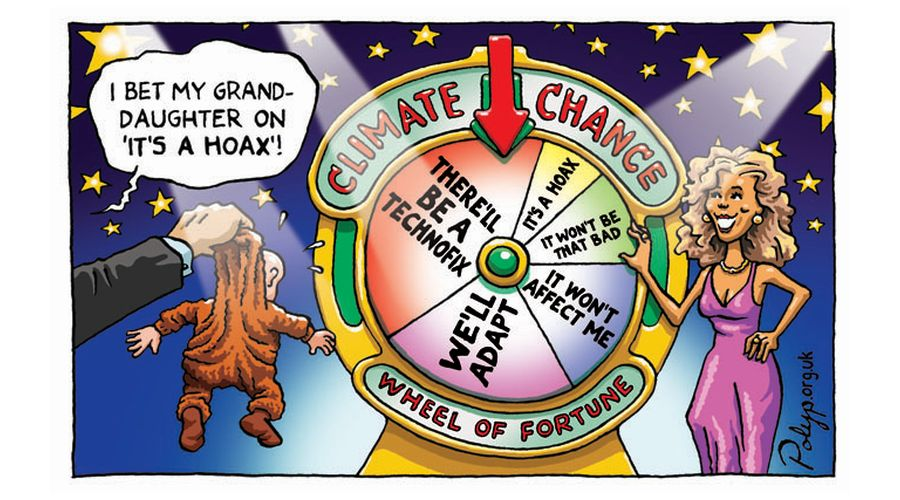 I BET MY GRAND-
DAUGHTER ON
'IT'S A HOAX'!
CLIMATE CHANGE
THERE'LL
BE A
TECHNOFIX
IT'S A HOAX
IT WON'T BE
THAT BAD
IT WON'T
AFFECT ME
WE'LL
ADAPT
WHEEL OF FORTUNE
Polyp.org.uk